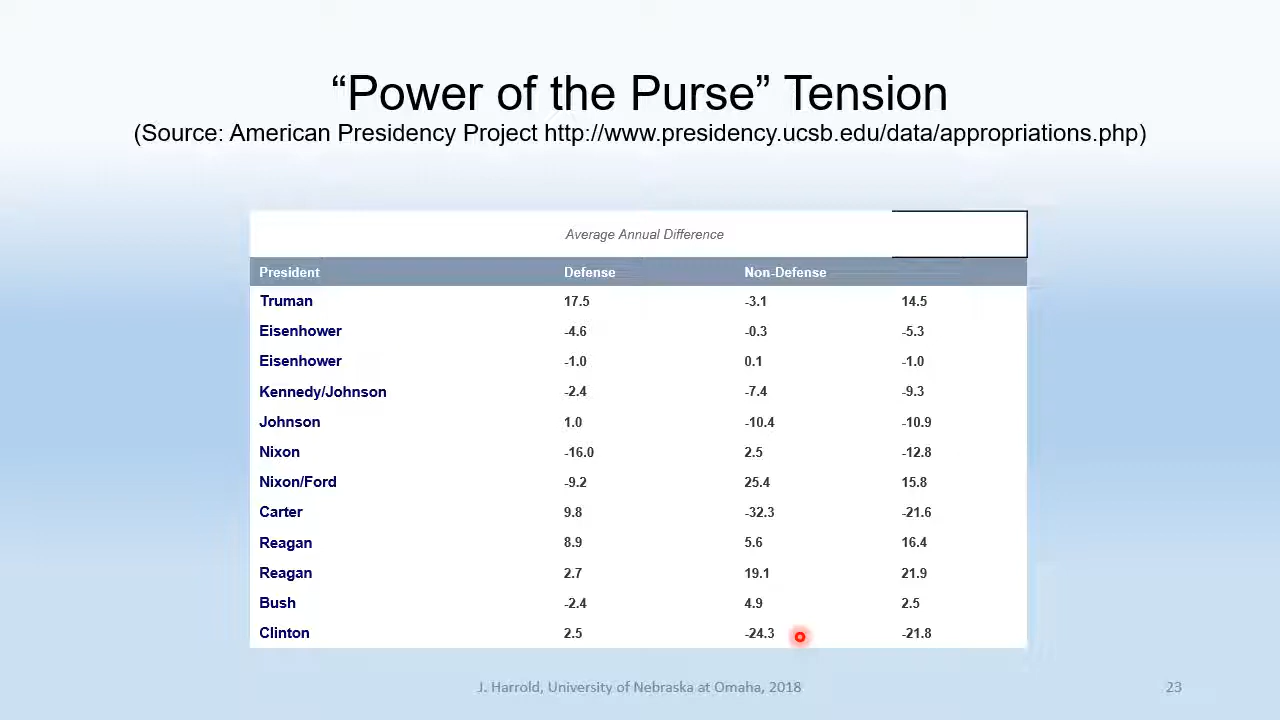 “Power of the Purse” Tension
(Source: American Presidency Project http://www.presidency.ucsb.edu/data/appropriations.php)
Average Annual Difference
President Defense Non-Defense
Truman 17.5 -3.1 14.5
Eisenhower -4.6 -0.3 -5.3
Eisenhower -1.0 0.1 -1.0
Kennedy/Johnson -2.4 -7.4 -9.3
Johnson 1.0 -10.4 -10.9
Nixon -16.0 2.5 -12.8
Nixon/Ford -9.2 25.4 15.8
Carter 9.8 -32.3 -21.6
Reagan 8.9 5.6 16.4
Reagan 2.7 19.1 21.9
Bush -2.4 4.9 2.5
Clinton 2.5 -24.3 -21.8
J. Harrold, University of Nebraska at Omaha, 2018 23